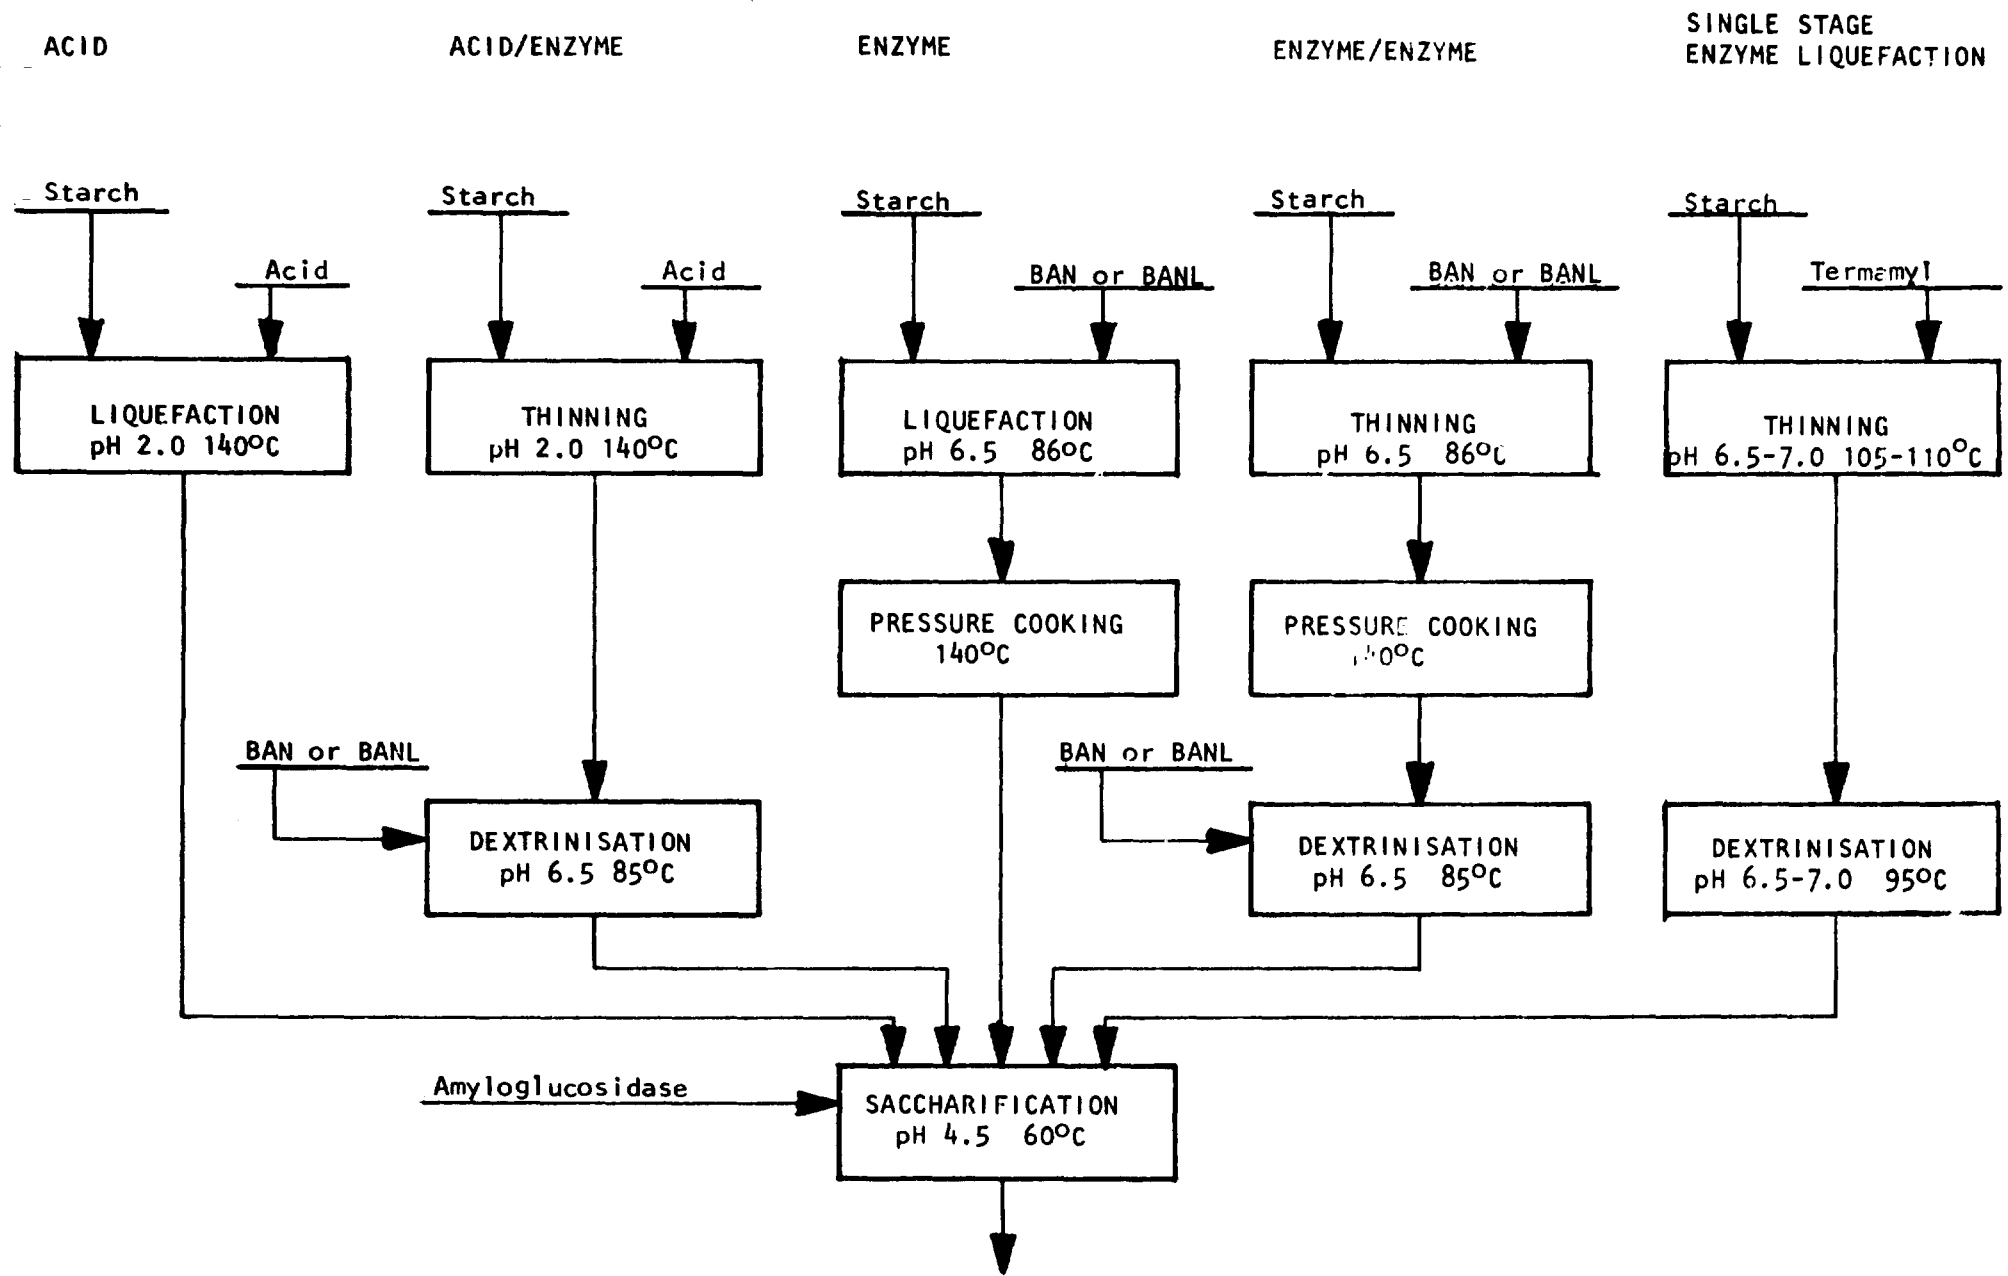 ACID
ACID/ENZYME
ENZYME
ENZYME/ENZYME
SINGLE STAGE
ENZYME LIQUEFACTION
Starch
Starch
Starch
Starch
Starch
Acid
Acid
BAN or BANL
BAN or BANL
Termamyl
LIQUEFACTION
pH 2.0 140°C
THINNING
pH 2.0 140°C
LIQUEFACTION
pH 6.5 86°C
THINNING
pH 6.5 86°C
THINNING
pH 6.5-7.0 105-110°C
PRESSURE COOKING
140°C
PRESSURE COOKING
BAN or BANL
BAN or BANL
DEXTRINISATION
pH 6.5 85°C
DEXTRINISATION
pH 6.5 85°C
DEXTRINISATION
pH 6.5-7.0 95°C
Amyloglucosidase
SACCHARIFICATION
pH 4.5 60°C